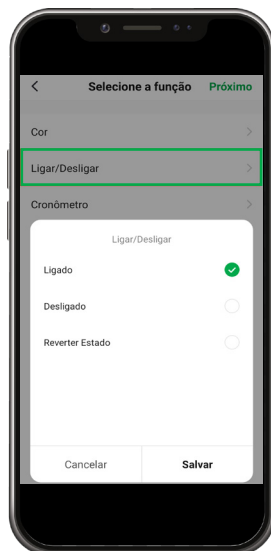 Selecione a função Próximo
Cor
Ligar/Desligar
Cronômetro
Ligar/Desligar
Ligado
Desligado
Reverter Estado
Cancelar Salvar